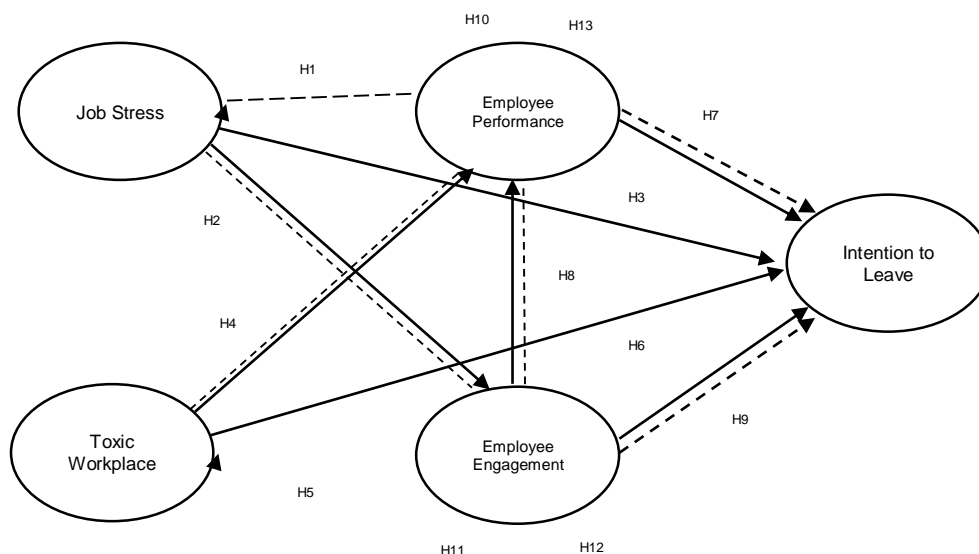 H10
H13
H1
Job Stress
Employee
Performance
H7
H3
H2
Intention to
Leave
H8
H4
H6
H9
Toxic
Workplace
Employee
Engagement
H5
H11
H12